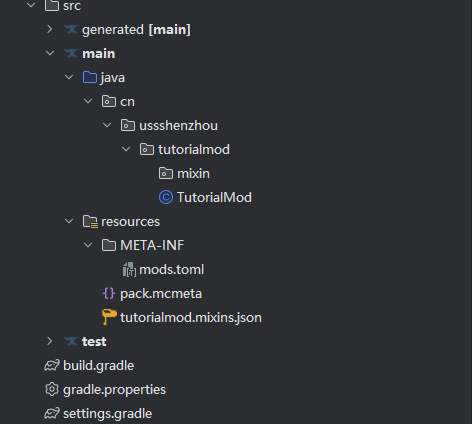 src
generated [main]
main
java
cn
ussshenzhou
tutorialmod
mixin
TutorialMod
resources
META-INF
mods.toml
pack.mcmeta
tutorialmod.mixins.json
test
build.gradle
gradle.properties
settings.gradle